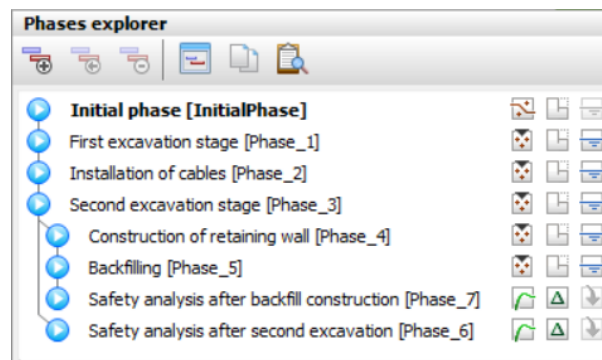 Phases explorer
Initial phase [InitialPhase]
First excavation stage [Phase_1]
Installation of cables [Phase_2]
Second excavation stage [Phase_3]
Construction of retaining wall [Phase_4]
Backfilling [Phase_5]
Safety analysis after backfill construction [Phase_7]
Safety analysis after second excavation [Phase_6]